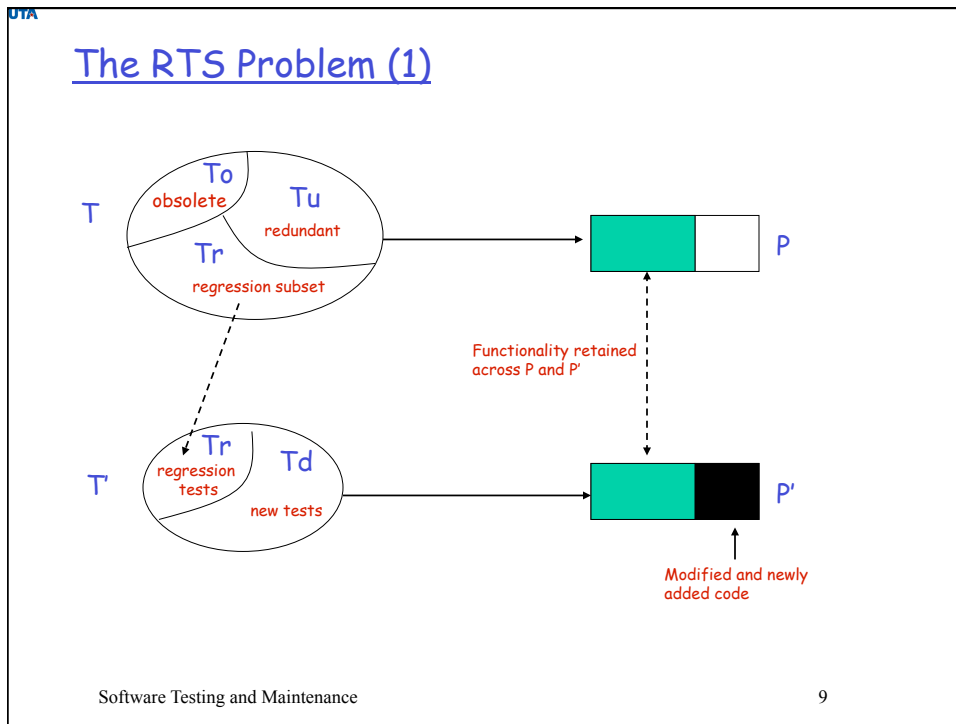 UTA
The RTS Problem (1)
To
obsolete
Tu
redundant
T
Tr
regression subset
P
Functionality retained
across P and P’
Tr
regression
tests
Td
new tests
T’
P’
Modified and newly
added code
Software Testing and Maintenance
9